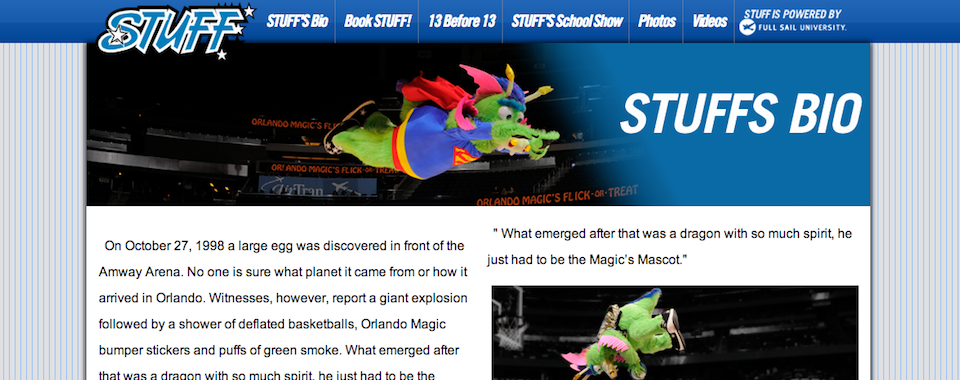 STUFF
STUFF'S Bio
Book STUFF!
13 Before 13
STUFF'S School Show
Photos
Videos
STUFF IS POWERED BY
FULL SAIL UNIVERSITY.
STUFFS BIO
ORLANDO MAGIC'S FLICK
ORLANDO MAGIC'S FLICK-OR-TREAT
AirTran
ORLANDO MAGIC'S FLICK-OR-TREAT
On October 27, 1998 a large egg was discovered in front of the
Amway Arena. No one is sure what planet it came from or how it
arrived in Orlando. Witnesses, however, report a giant explosion
followed by a shower of deflated basketballs, Orlando Magic
bumper stickers and puffs of green smoke. What emerged after
that was a dragon with so much spirit, he just had to be the
" What emerged after that was a dragon with so much spirit, he
just had to be the Magic's Mascot."